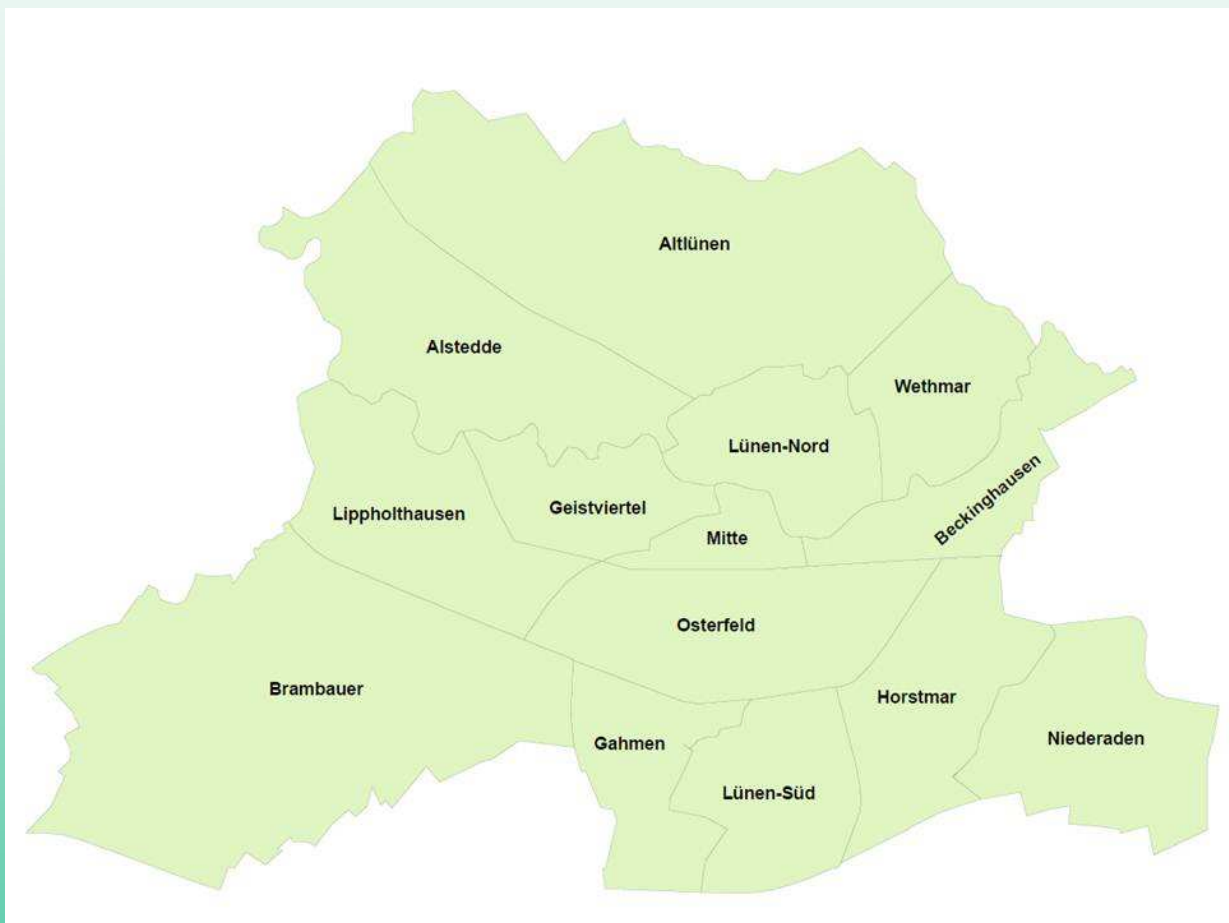 Altlünen
Alstedde
Wethmar
Lünen-Nord
Beckinghausen
Geistviertel
Lippholthausen
Mitte
Osterfeld
Brambauer
Horstmar
Niederaden
Gahmen
Lünen-Süd